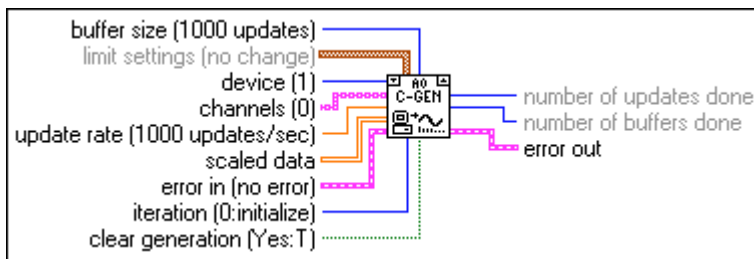 buffer size (1000 updates)
limit settings (no change)
device (1)
channels (0)
update rate (1000 updates/sec)
scaled data
error in (no error)
iteration (0:initialize)
clear generation (Yes:T)
AO
C-GEN
number of updates done
number of buffers done
error out